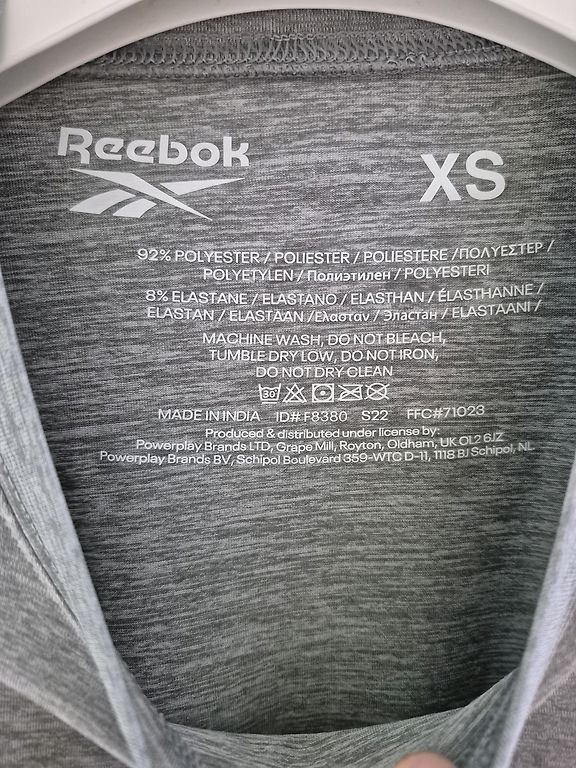 Reebok
XS
92% POLYESTER / POLIESTER / POLIESTERE /ΠΟΛΥΕΣΤΕΡ /
POLYETYLEN / Полиэтилен / POLYESTERI
8% ELASTANE / ELASTANO / ELASTHAN / ÉLASTHANNE /
ELASTAN / ELASTAAN /Ελασταν / Эластан / ELASTAANI /
MACHINE WASH, DO NOT BLEACH,
TUMBLE DRY LOW, DO NOT IRON,
DO NOT DRY CLEAN
30°
MADE IN INDIA ID# F8380 S22 FFC#71023
Produced & distributed under license by:
Powerplay Brands LTD, Grape Mill, Royton, Oldham, UK OL2 6JZ
Powerplay Brands BV, Schipol Boulevard 359-WTC D-11, 1118 BJ Schipol, NL